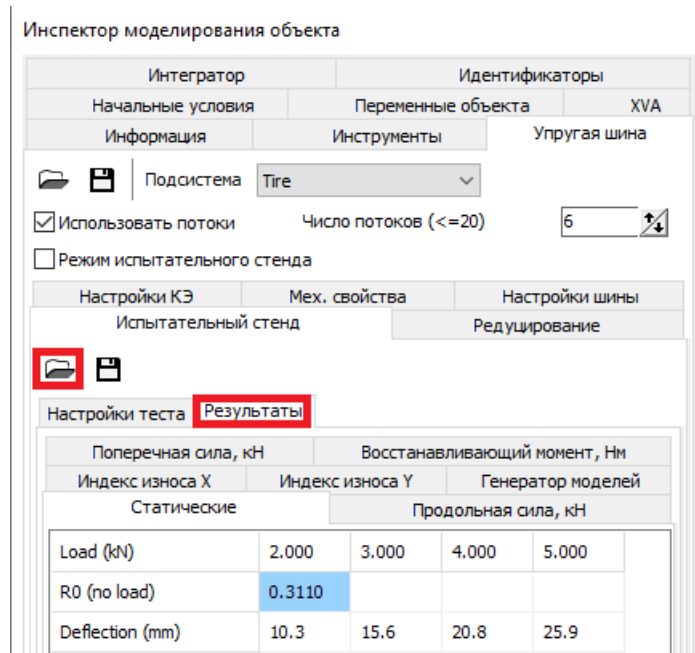 Инспектор моделирования объекта
Интегратор Идентификаторы
Начальные условия Переменные объекта XVA
Информация Инструменты Упругая шина
Подсистема Tire
Использовать потоки Число потоков (<=20) 6
Режим испытательного стенда
Настройки КЭ Мех. свойства Настройки шины
Испытательный стенд Редуцирование
Настройки теста Результаты
Поперечная сила, кН Восстанавливающий момент, Нм
Индекс износа X Индекс износа Y Генератор моделей
Статические Продольная сила, кН
Load (kN) 2.000 3.000 4.000 5.000
R0 (no load) 0.3110
Deflection (mm) 10.3 15.6 20.8 25.9